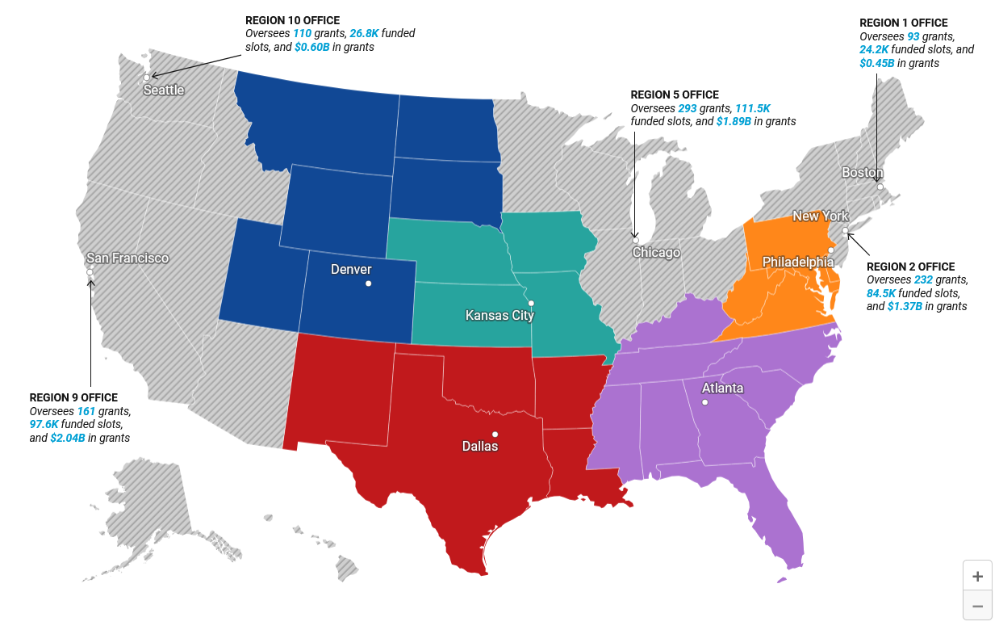 REGION 10 OFFICE
Oversees 110 grants, 26.8K funded
slots, and $0.60B in grants
REGION 1 OFFICE
Oversees 93 grants,
24.2K funded slots, and
$0.45B in grants
REGION 5 OFFICE
Oversees 293 grants, 111.5K
funded slots, and $1.89B in grants
Seattle
Boston
New York
Chicago
San Francisco
Philadelphia
Denver
REGION 2 OFFICE
Oversees 232 grants,
84.5K funded slots,
and $1.37B in grants
Kansas City
Atlanta
REGION 9 OFFICE
Oversees 161 grants,
97.6K funded slots,
and $2.04B in grants
Dallas
+
−